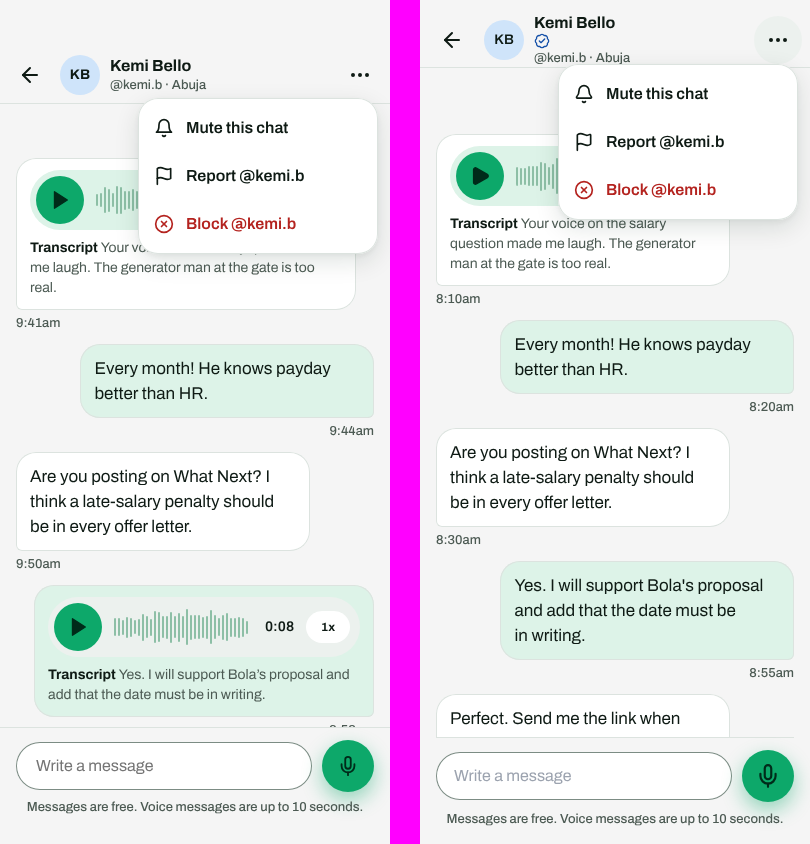 KB
Kemi Bello
@kemi.b · Abuja
Mute this chat
Report @kemi.b
Block @kemi.b
Transcript Your
me laugh. The generator man at the gate is too
real.
9:41am
Every month! He knows payday
better than HR.
9:44am
Are you posting on What Next? I
think a late-salary penalty should
be in every offer letter.
9:50am
0:08
1x
Transcript Yes. I will support Bola's proposal and
add that the date must be in writing.
Write a message
Messages are free. Voice messages are up to 10 seconds.
KB
Kemi Bello
@kemi.b · Abuja
Mute this chat
Report @kemi.b
Block @kemi.b
Transcript Your voice on the salary
question made me laugh. The generator
man at the gate is too real.
8:10am
Every month! He knows payday
better than HR.
8:20am
Are you posting on What Next? I
think a late-salary penalty should
be in every offer letter.
8:30am
Yes. I will support Bola's proposal
and add that the date must be
in writing.
8:55am
Perfect. Send me the link when
Write a message
Messages are free. Voice messages are up to 10 seconds.